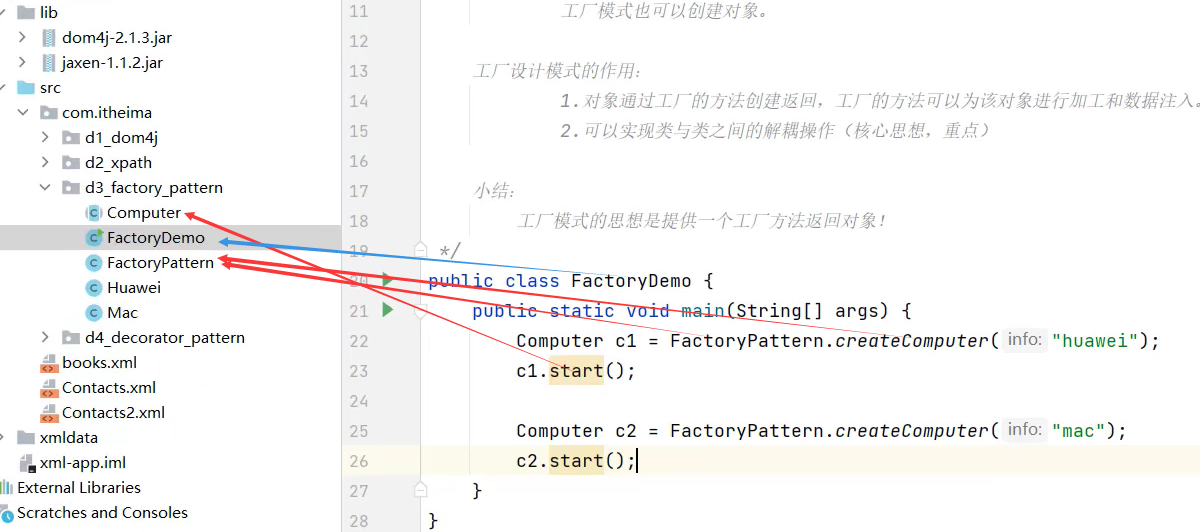 lib
dom4j-2.1.3.jar
jaxen-1.1.2.jar
src
com.itheima
d1_dom4j
d2_xpath
d3_factory_pattern
Computer
FactoryDemo
FactoryPattern
Huawei
Mac
d4_decorator_pattern
books.xml
Contacts.xml
Contacts2.xml
xmldata
xml-app.iml
External Libraries
Scratches and Consoles
11 工厂模式也可以创建对象。
12
13 工厂设计模式的作用：
14 1.对象通过工厂的方法创建返回，工厂的方法可以为该对象进行加工和数据注入。
15 2.可以实现类与类之间的解耦操作（核心思想，重点）
16
17 小结：
18 工厂模式的思想是提供一个工厂方法返回对象！
19 */
20 public class FactoryDemo {
21 public static void main(String[] args) {
22 Computer c1 = FactoryPattern.createComputer( info: "huawei");
23 c1.start();
24
25 Computer c2 = FactoryPattern.createComputer( info: "mac");
26 c2.start();
27 }
28 }